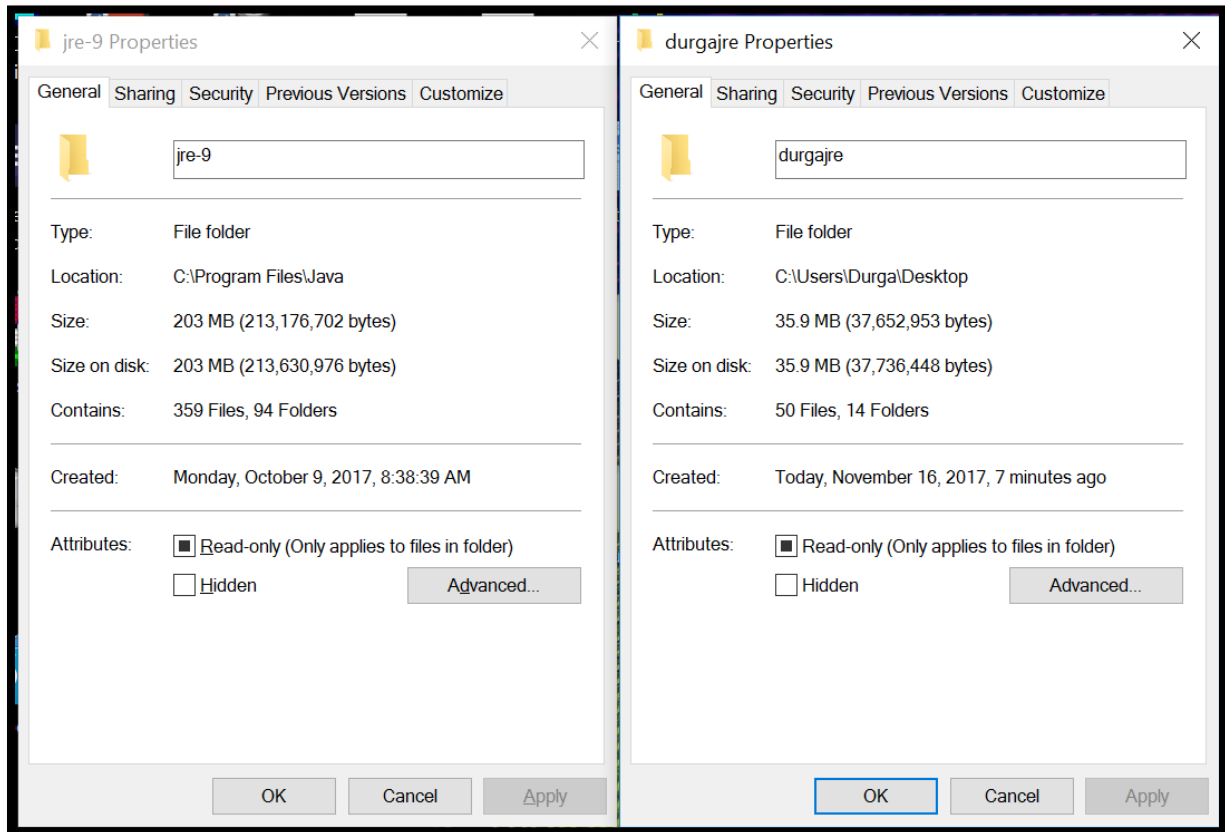 jre-9 Properties
General Sharing Security Previous Versions Customize
jre-9
Type: File folder
Location: C:\Program Files\Java
Size: 203 MB (213,176,702 bytes)
Size on disk: 203 MB (213,630,976 bytes)
Contains: 359 Files, 94 Folders
Created: Monday, October 9, 2017, 8:38:39 AM
Attributes: Read-only (Only applies to files in folder)
Hidden Advanced...
OK Cancel Apply
durgajre Properties
General Sharing Security Previous Versions Customize
durgajre
Type: File folder
Location: C:\Users\Durga\Desktop
Size: 35.9 MB (37,652,953 bytes)
Size on disk: 35.9 MB (37,736,448 bytes)
Contains: 50 Files, 14 Folders
Created: Today, November 16, 2017, 7 minutes ago
Attributes: Read-only (Only applies to files in folder)
Hidden Advanced...
OK Cancel Apply